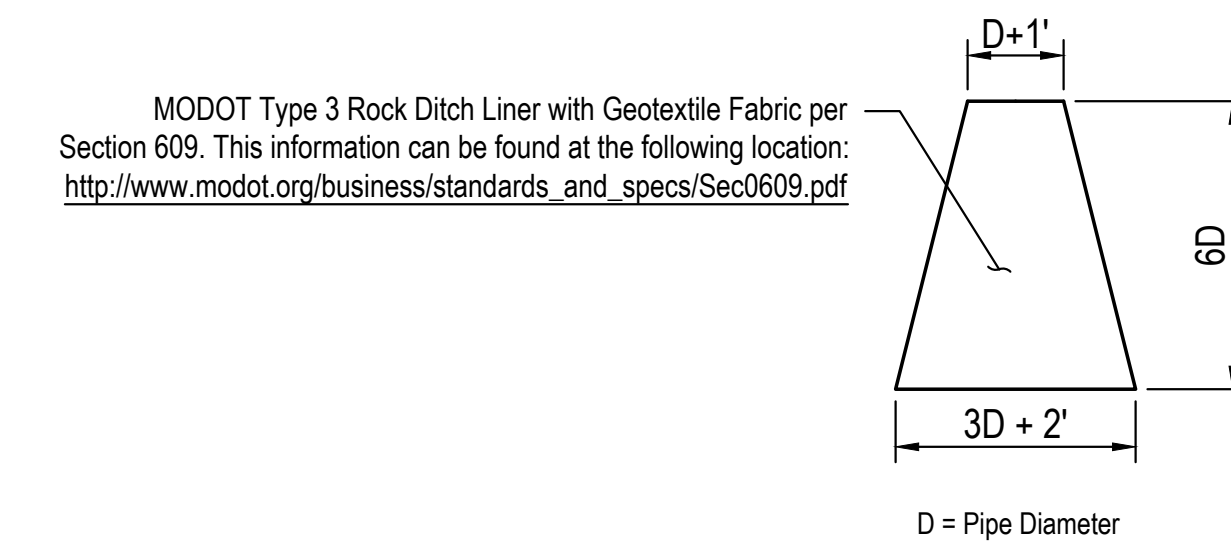 D+1'
MODOT Type 3 Rock Ditch Liner with Geotextile Fabric per
Section 609. This information can be found at the following location:
http://www.modot.org/business/standards_and_specs/Sec0609.pdf
6D
3D + 2'
D = Pipe Diameter